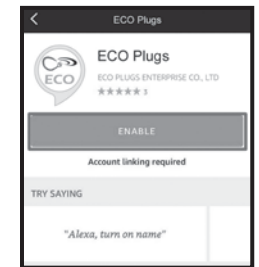 ECO Plugs
ECO
ECO Plugs
ECO PLUGS ENTERPRISE CO., LTD
★★★★★ 3
ENABLE
Account linking required
TRY SAYING
"Alexa, turn on name"